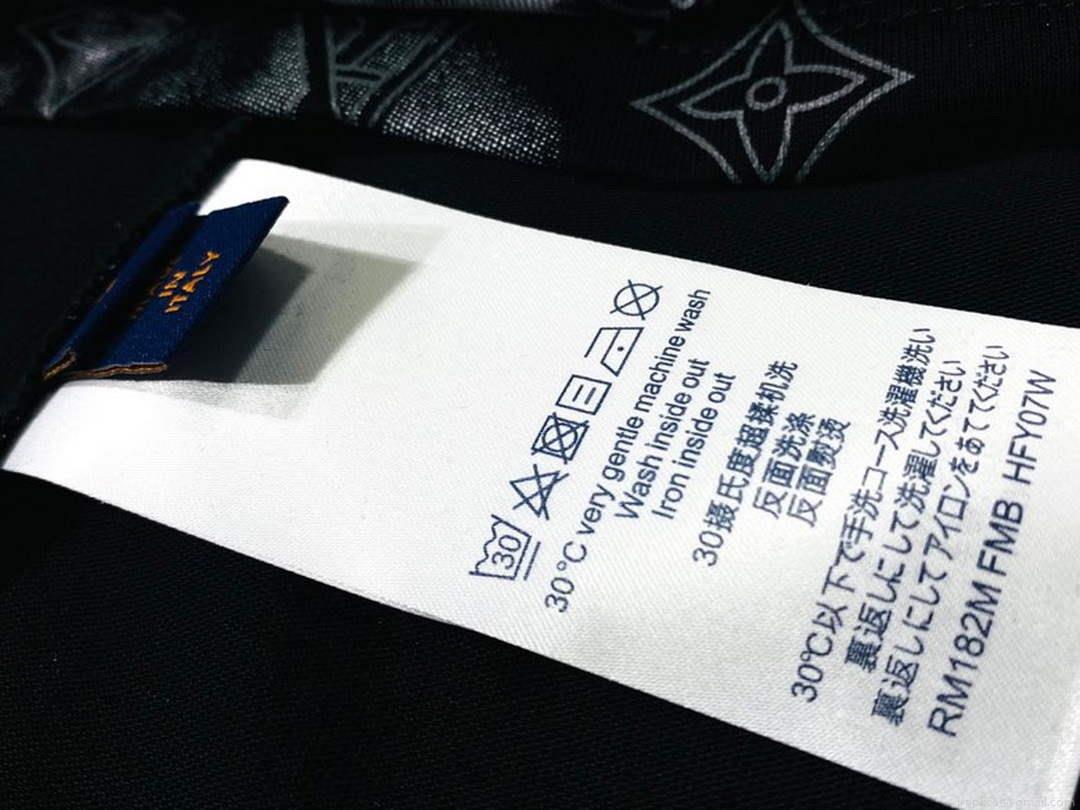 IN
ITALY
30
30°C very gentle machine wash
Wash inside out
Iron inside out
30摄氏度超揉机洗
反面洗涤
反面熨烫
30℃以下で手洗コース洗濯機洗い
裏返しにして洗濯してください
裏返しにしてアイロンをあててください
RM182M FMB HFY07W